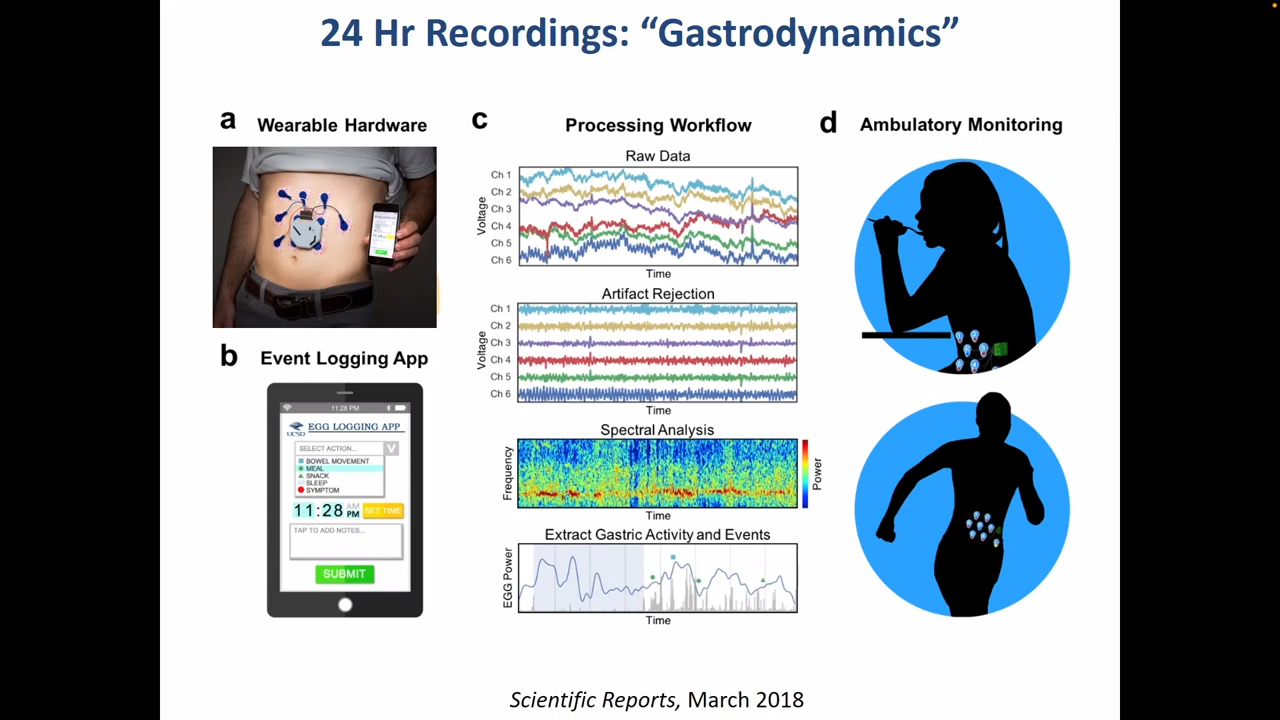 24 Hr Recordings: “Gastrodynamics”
a Wearable Hardware
b Event Logging App
11:28 PM
UCSD
EGG LOGGING APP
SELECT ACTION...
V
BOWEL MOVEMENT
MEAL
SNACK
SLEEP
SYMPTOM
11:28 AM
PM
SET TIME
TAP TO ADD NOTES...
SUBMIT
c Processing Workflow
Raw Data
Voltage
Ch 1
Ch 2
Ch 3
Ch 4
Ch 5
Ch 6
Time
Artifact Rejection
Voltage
Ch 1
Ch 2
Ch 3
Ch 4
Ch 5
Ch 6
Time
Spectral Analysis
Frequency
Power
Time
Extract Gastric Activity and Events
EGG Power
Time
d Ambulatory Monitoring
Scientific Reports, March 2018